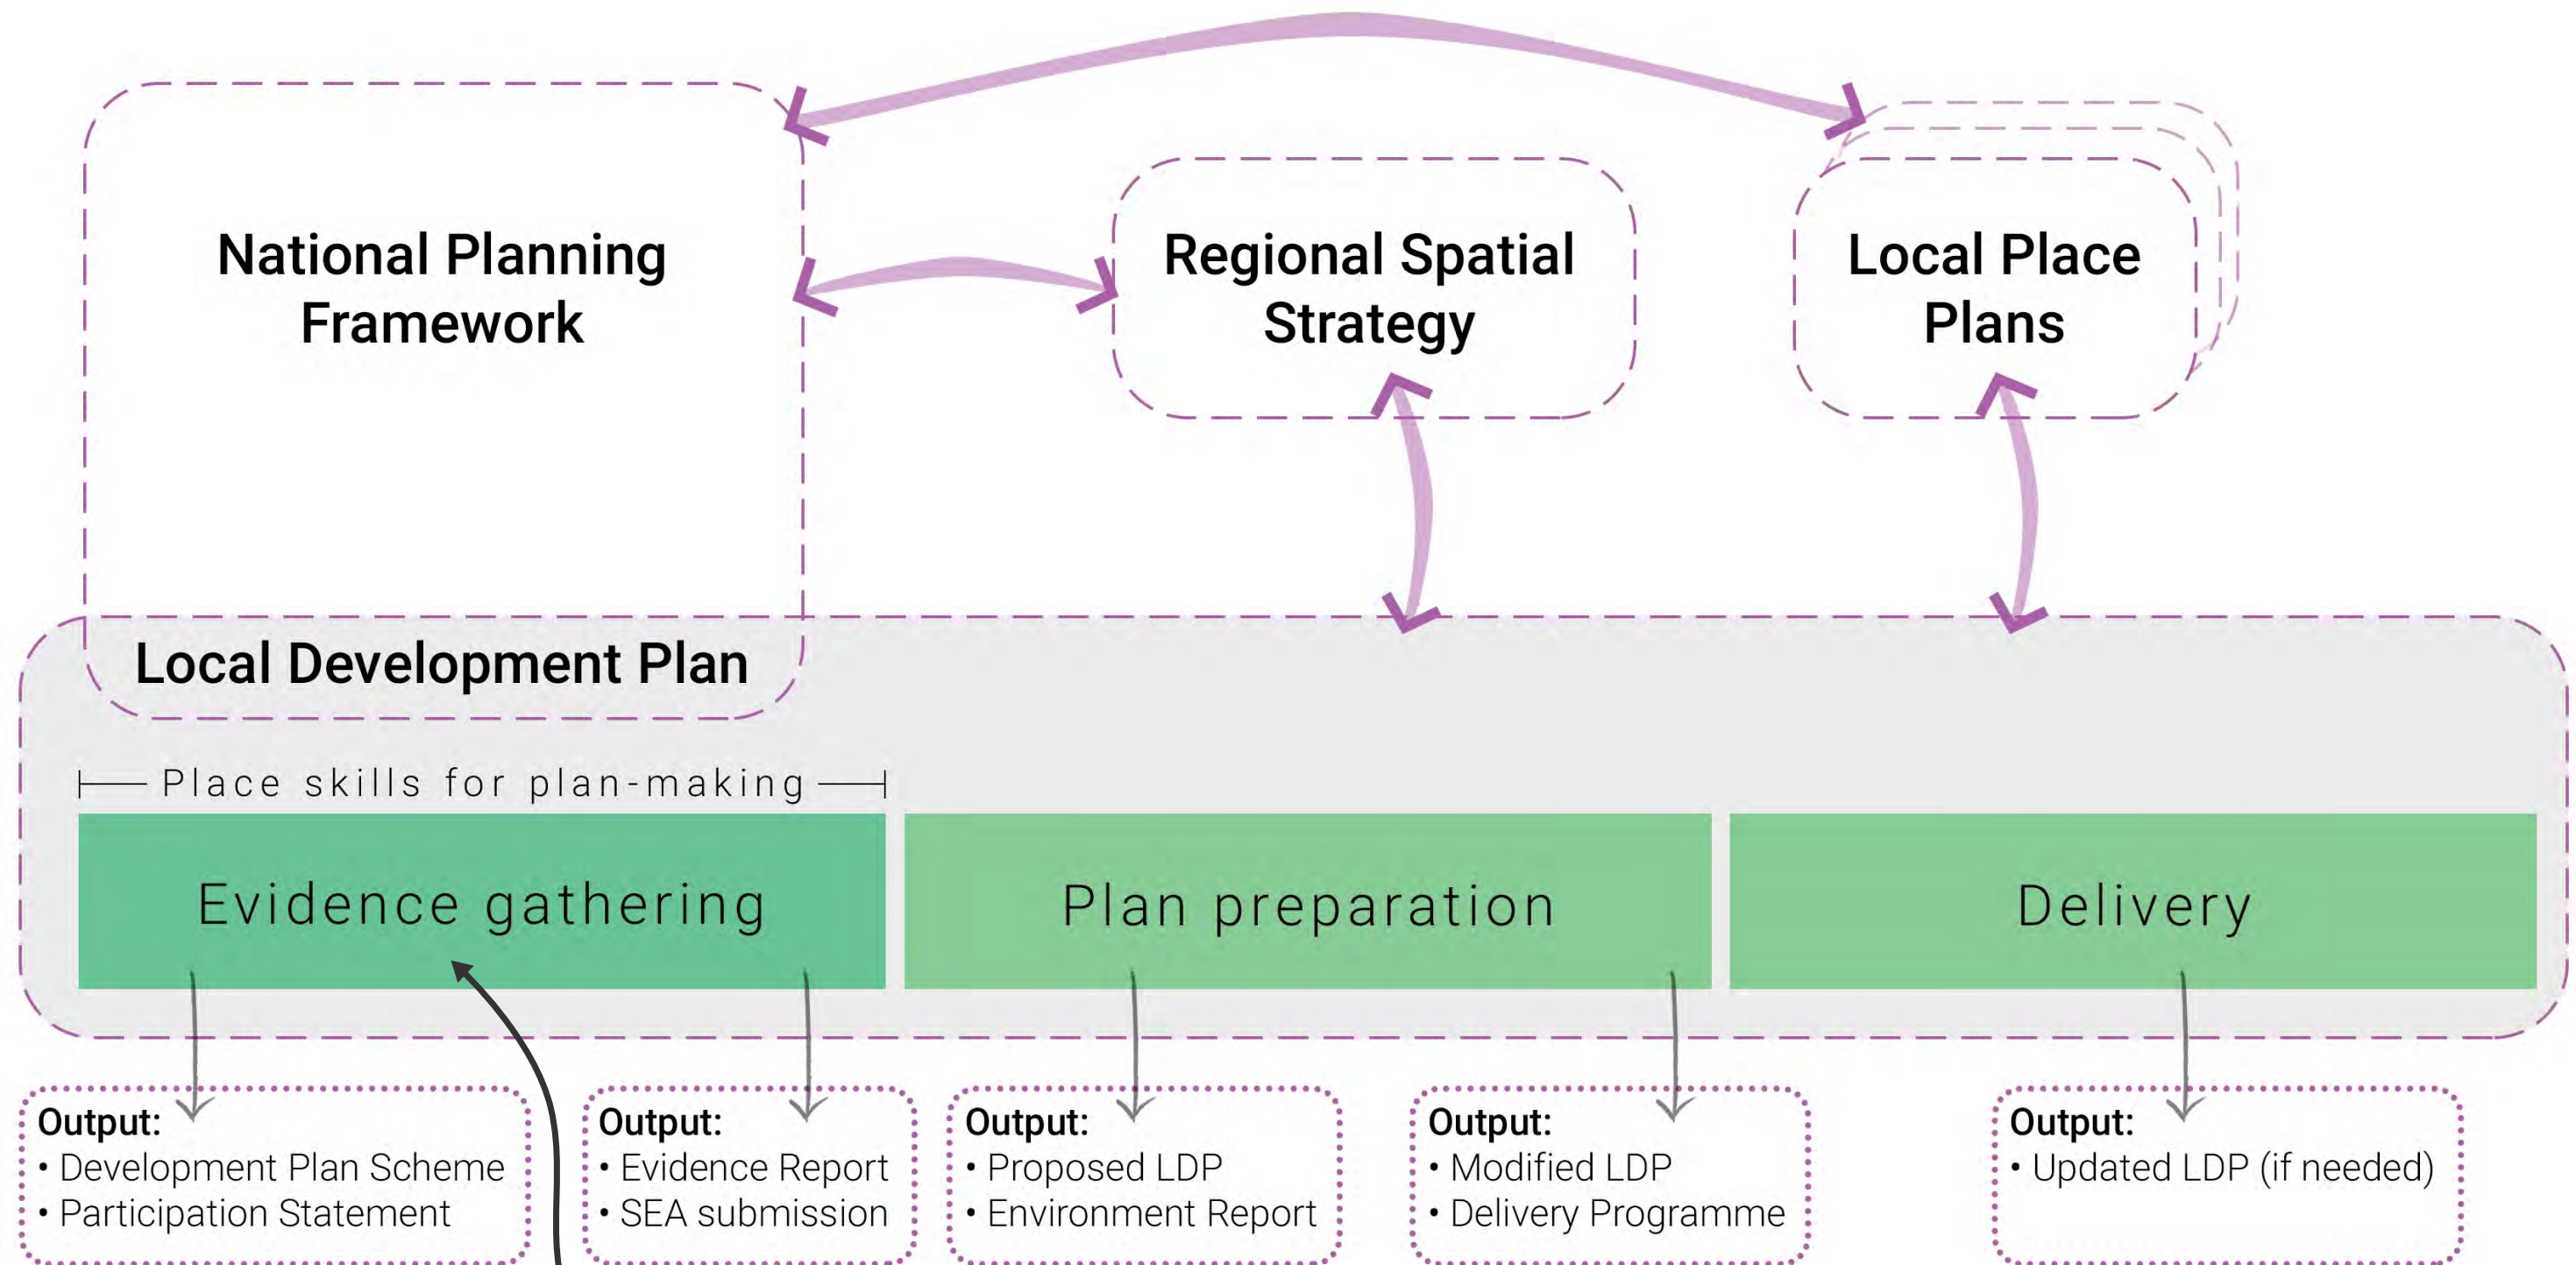 National Planning
Framework
Regional Spatial
Strategy
Local Place
Plans
Local Development Plan
Place skills for plan-making
Evidence gathering
Plan preparation
Delivery
Output:
• Development Plan Scheme
• Participation Statement
Output:
• Evidence Report
• SEA submission
Output:
• Proposed LDP
• Environment Report
Output:
• Modified LDP
• Delivery Programme
Output:
• Updated LDP (if needed)